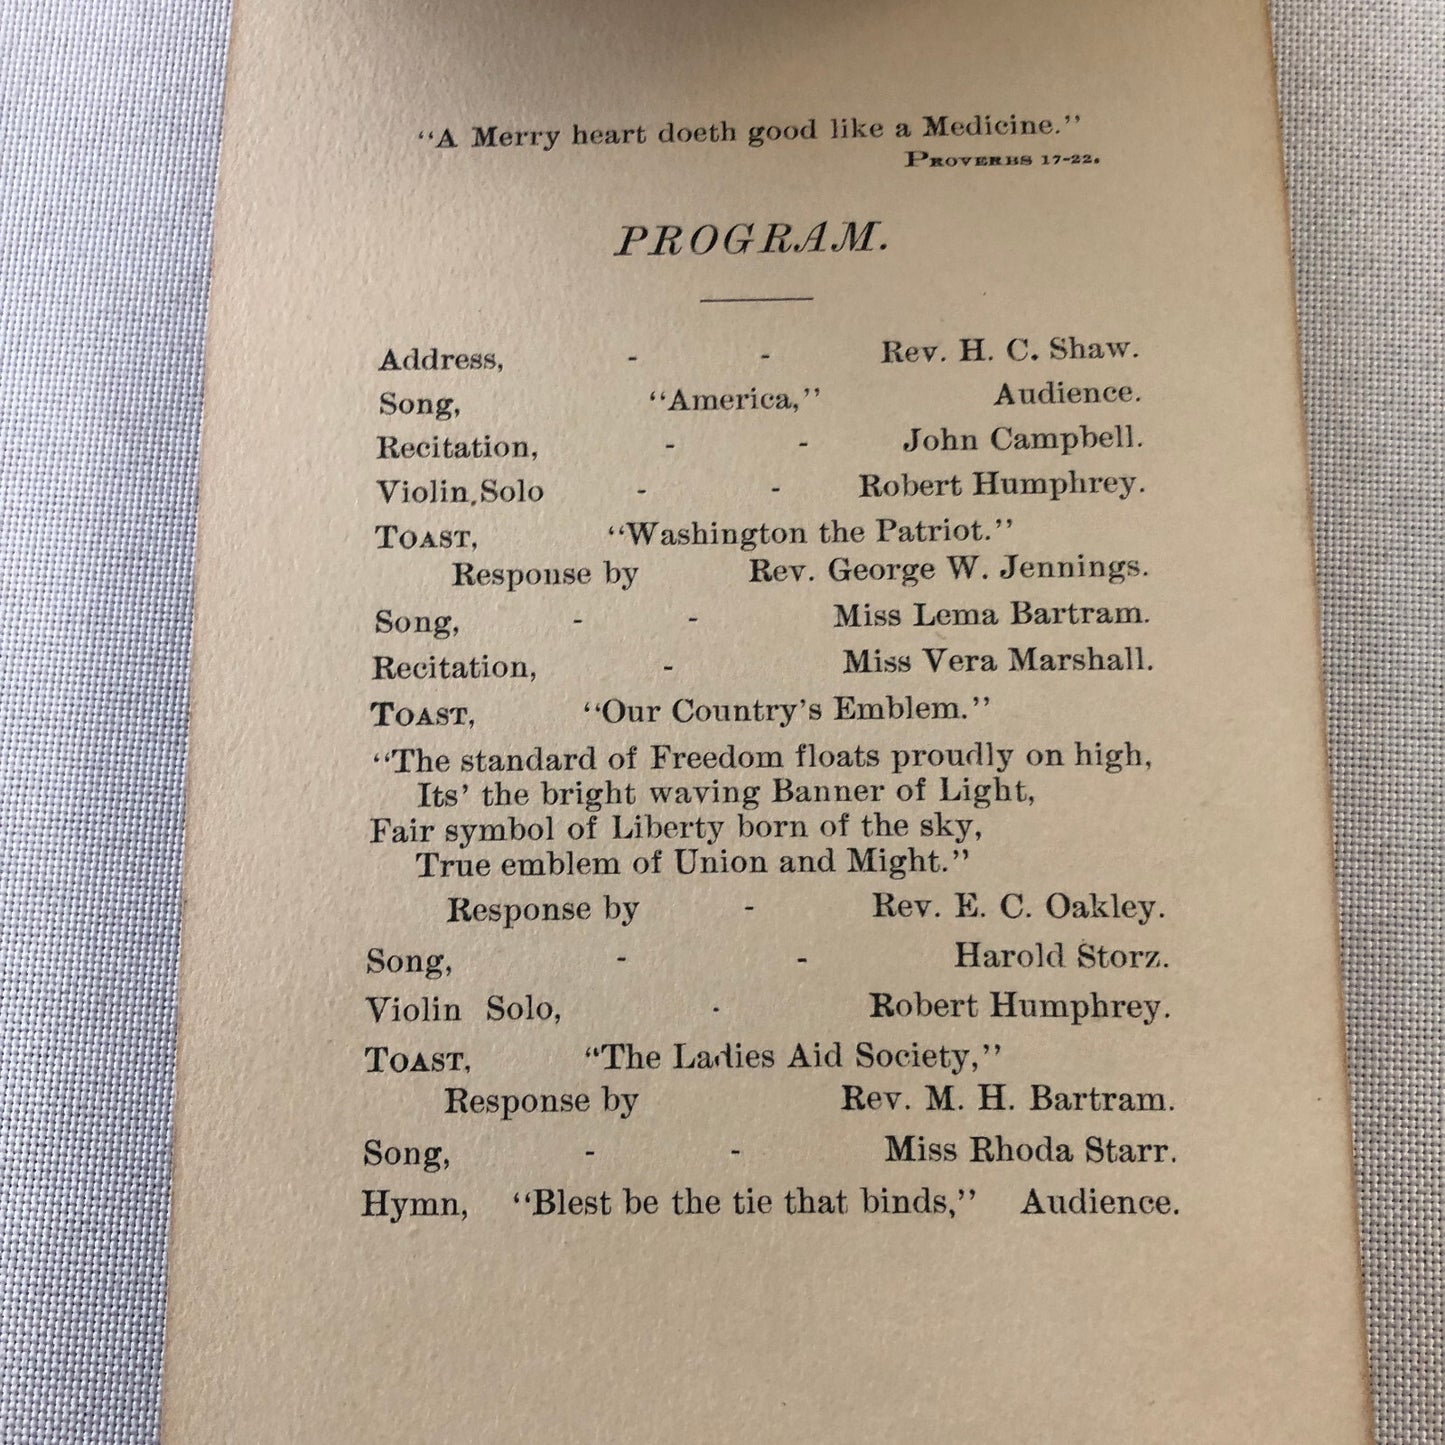 "A Merry heart doeth good like a Medicine."
PROVERBS 17-22.
PROGRAM.
Address, - - Rev. H. C. Shaw.
Song, "America," Audience.
Recitation, - - John Campbell.
Violin Solo - - Robert Humphrey.
TOAST, "Washington the Patriot."
Response by Rev. George W. Jennings.
Song, - - Miss Lema Bartram.
Recitation, - Miss Vera Marshall.
TOAST, "Our Country's Emblem."
"The standard of Freedom floats proudly on high,
Its' the bright waving Banner of Light,
Fair symbol of Liberty born of the sky,
True emblem of Union and Might."
Response by - Rev. E. C. Oakley.
Song, - - Harold Storz.
Violin Solo, - Robert Humphrey.
TOAST, "The Ladies Aid Society,"
Response by Rev. M. H. Bartram.
Song, - - Miss Rhoda Starr.
Hymn, "Blest be the tie that binds," Audience.